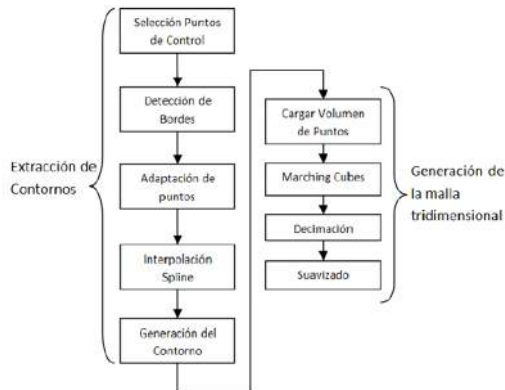 Selección Puntos
de Control
Detección de
Bordes
Extracción de
Contornos
Adaptación de
puntos
Interpolación
Spline
Generación del
Contorno
Cargar Volumen
de Puntos
Marching Cubes
Decimación
Suavizado
Generación de
la malla
tridimensional